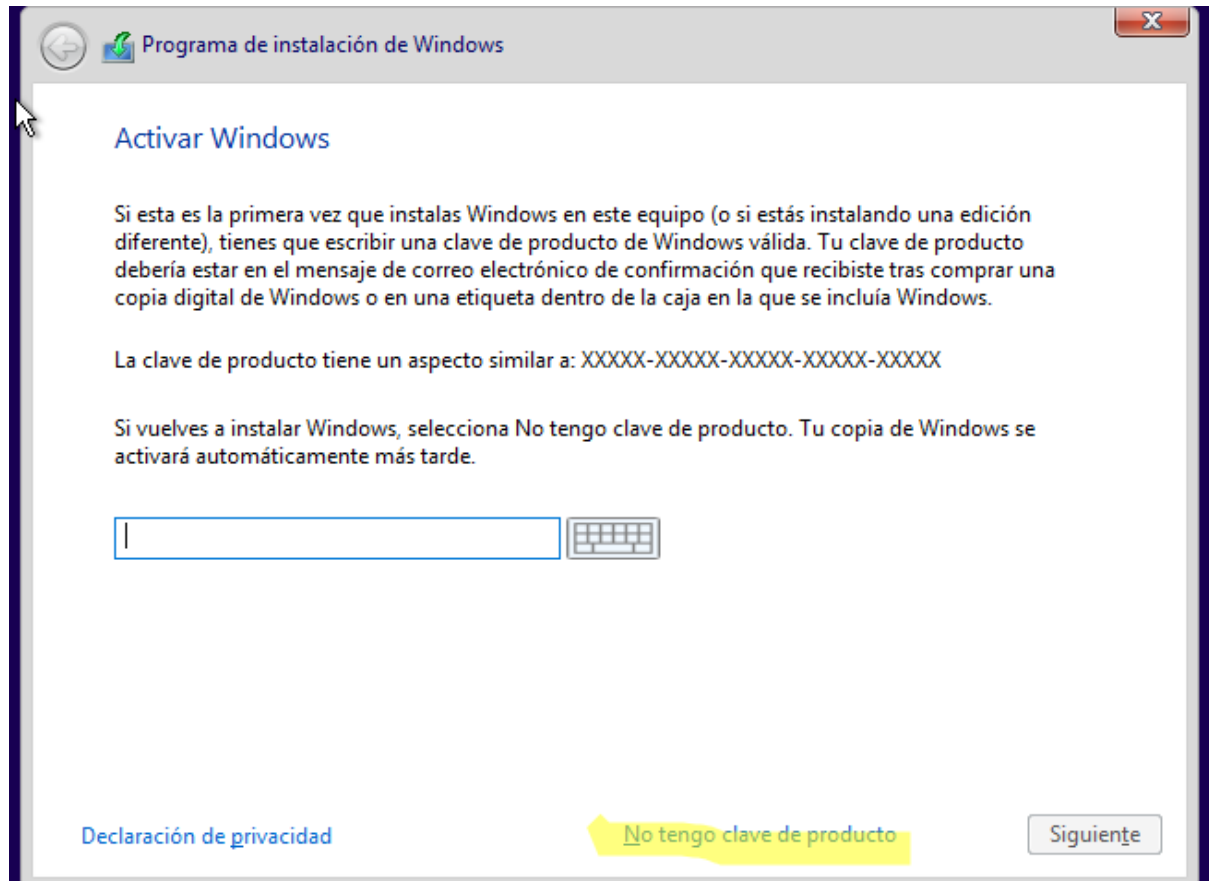 Programa de instalación de Windows
Activar Windows
Si esta es la primera vez que instalas Windows en este equipo (o si estás instalando una edición
diferente), tienes que escribir una clave de producto de Windows válida. Tu clave de producto
debería estar en el mensaje de correo electrónico de confirmación que recibiste tras comprar una
copia digital de Windows o en una etiqueta dentro de la caja en la que se incluía Windows.
La clave de producto tiene un aspecto similar a: XXXXX-XXXXX-XXXXX-XXXXX-XXXXX
Si vuelves a instalar Windows, selecciona No tengo clave de producto. Tu copia de Windows se
activará automáticamente más tarde.
Declaración de privacidad
No tengo clave de producto
Siguiente